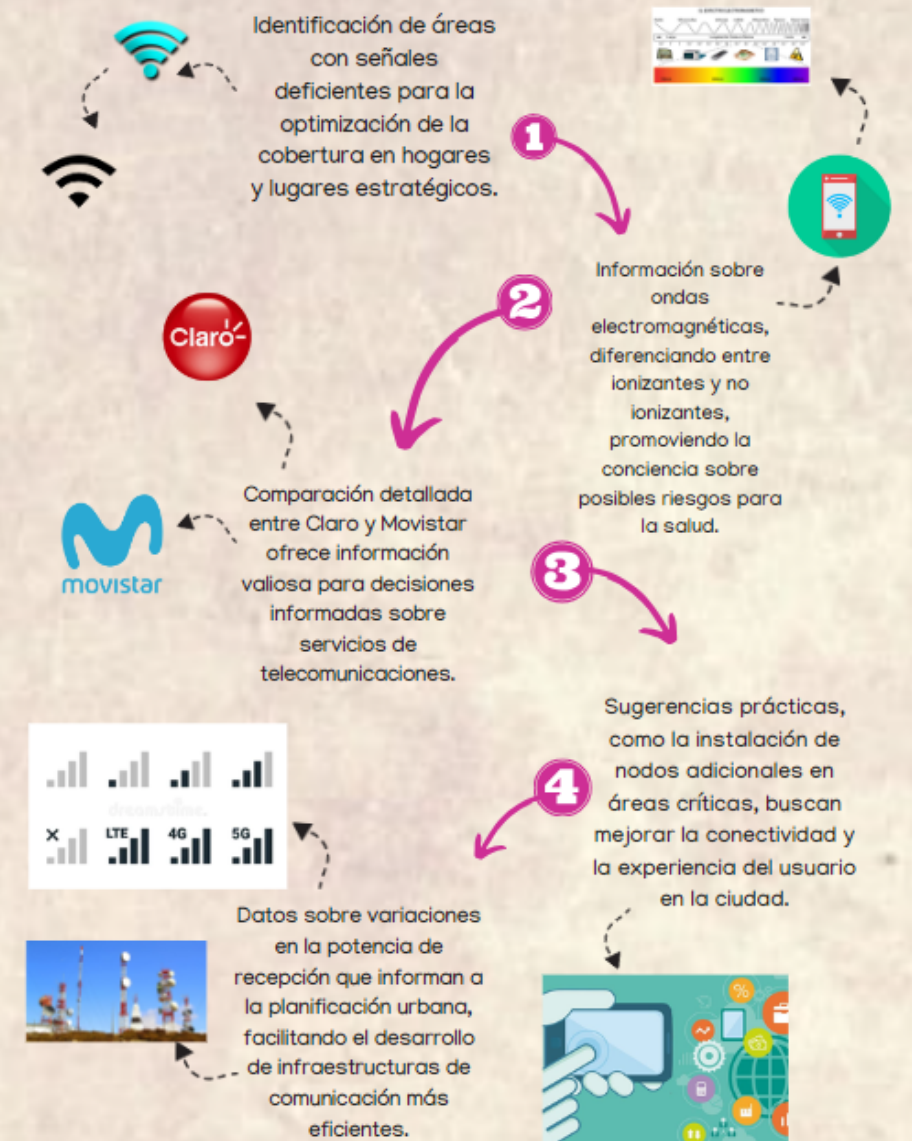 Identificación de áreas
con señales
deficientes para la
optimización de la
cobertura en hogares
y lugares estratégicos.
1
Información sobre
ondas
electromagnéticas,
diferenciando entre
ionizantes y no
ionizantes,
promoviendo la
conciencia sobre
posibles riesgos para
la salud.
2
Claro
movistar
Comparación detallada
entre Claro y Movistar
ofrece información
valiosa para decisiones
informadas sobre
servicios de
telecomunicaciones.
3
Sugerencias prácticas,
como la instalación de
nodos adicionales en
áreas críticas, buscan
mejorar la conectividad y
la experiencia del usuario
en la ciudad.
4
dreamstime.
LTE 4G 5G
Datos sobre variaciones
en la potencia de
recepción que informan a
la planificación urbana,
facilitando el desarrollo
de infraestructuras de
comunicación más
eficientes.
%